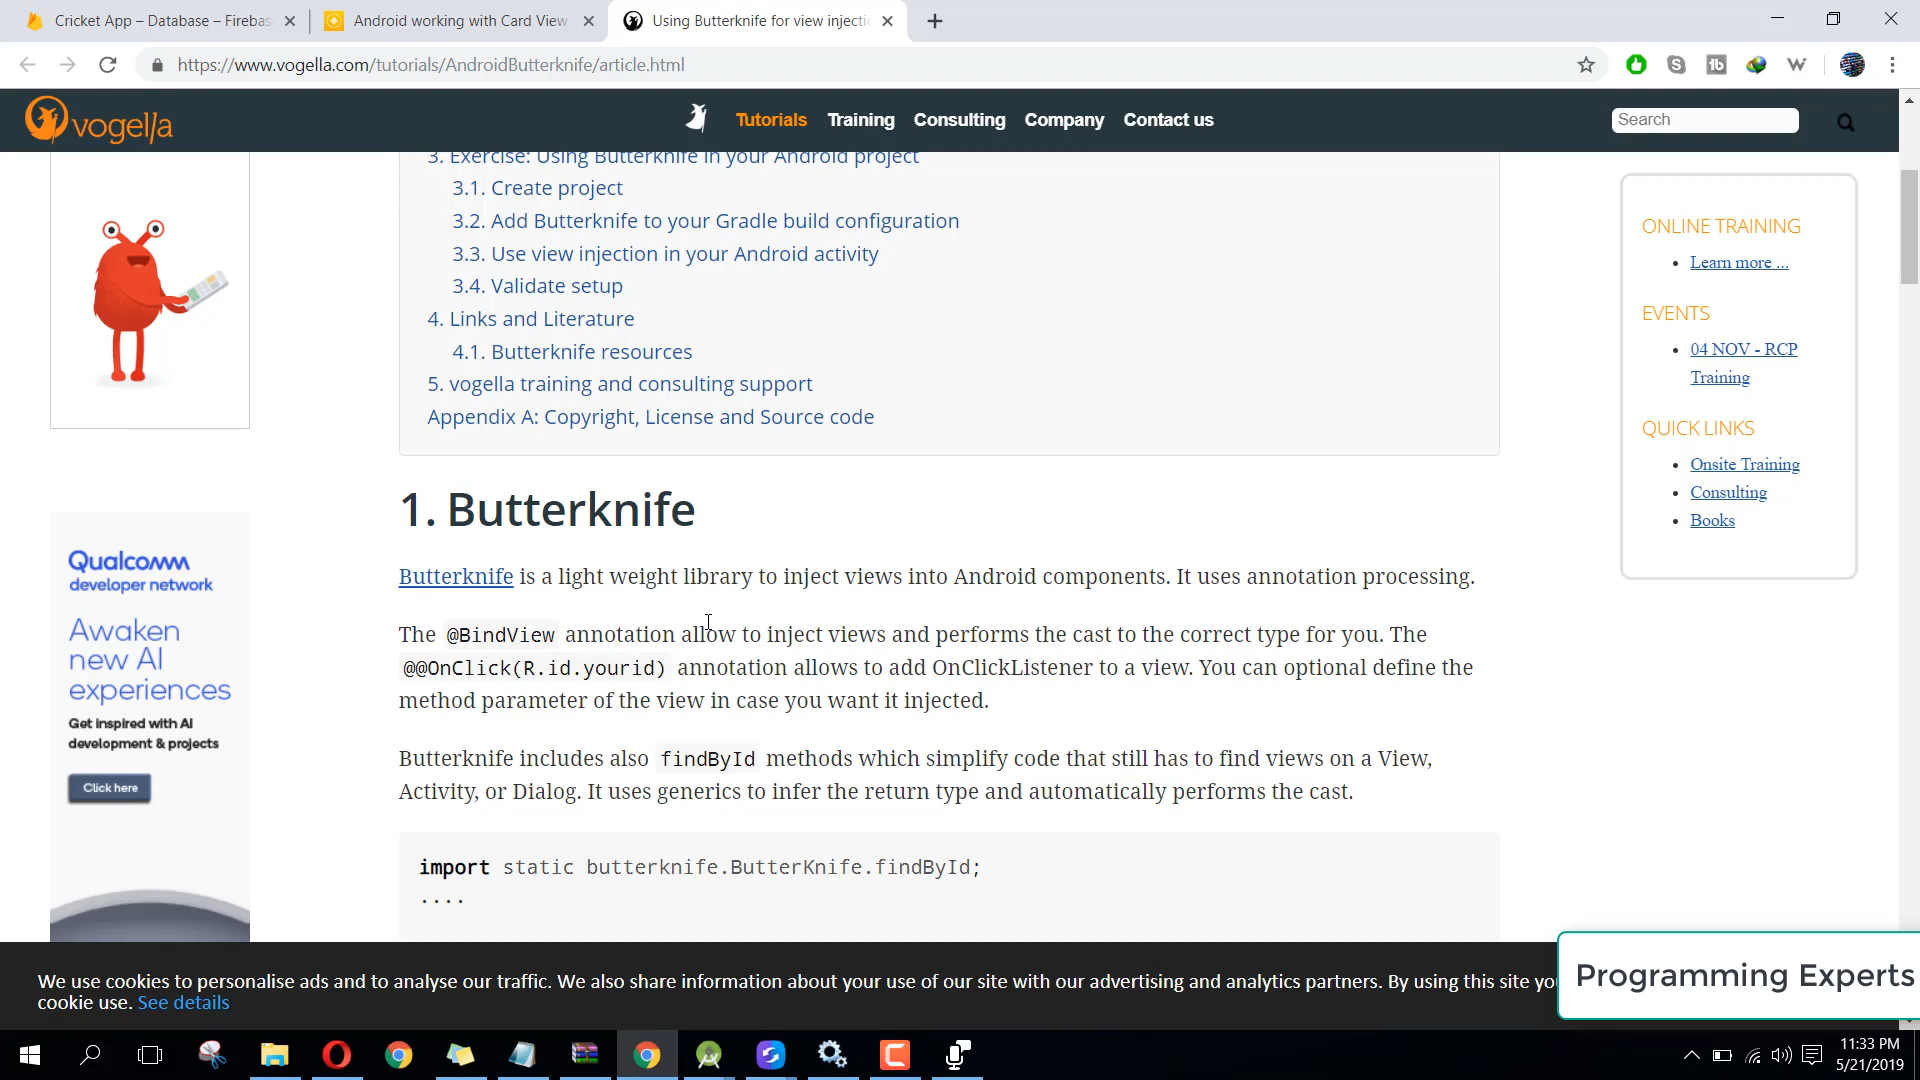 Cricket App – Database – Fireba
Android working with Card View
Using Butterknife for view injecti
https://www.vogella.com/tutorials/AndroidButterknife/article.html
vogella
Tutorials
Training
Consulting
Company
Contact us
Search
3. Exercise: Using Butterknife in your Android project
3.1. Create project
3.2. Add Butterknife to your Gradle build configuration
3.3. Use view injection in your Android activity
3.4. Validate setup
4. Links and Literature
4.1. Butterknife resources
5. vogella training and consulting support
Appendix A: Copyright, License and Source code
1. Butterknife
Butterknife is a light weight library to inject views into Android components. It uses annotation processing.
The @BindView annotation allow to inject views and performs the cast to the correct type for you. The
@@OnClick(R.id.yourid) annotation allows to add OnClickListener to a view. You can optional define the
method parameter of the view in case you want it injected.
Butterknife includes also findById methods which simplify code that still has to find views on a View,
Activity, or Dialog. It uses generics to infer the return type and automatically performs the cast.
import static butterknife.ButterKnife.findById;
....
ONLINE TRAINING
• Learn more ...
EVENTS
• 04 NOV - RCP
Training
QUICK LINKS
• Onsite Training
• Consulting
• Books
Qualcomm
developer network
Awaken
new AI
experiences
Get inspired with AI
development & projects
Click here
We use cookies to personalise ads and to analyse our traffic. We also share information about your use of our site with our advertising and analytics partners. By using this site yo
cookie use. See details
Programming Experts
11:33 PM
5/21/2019